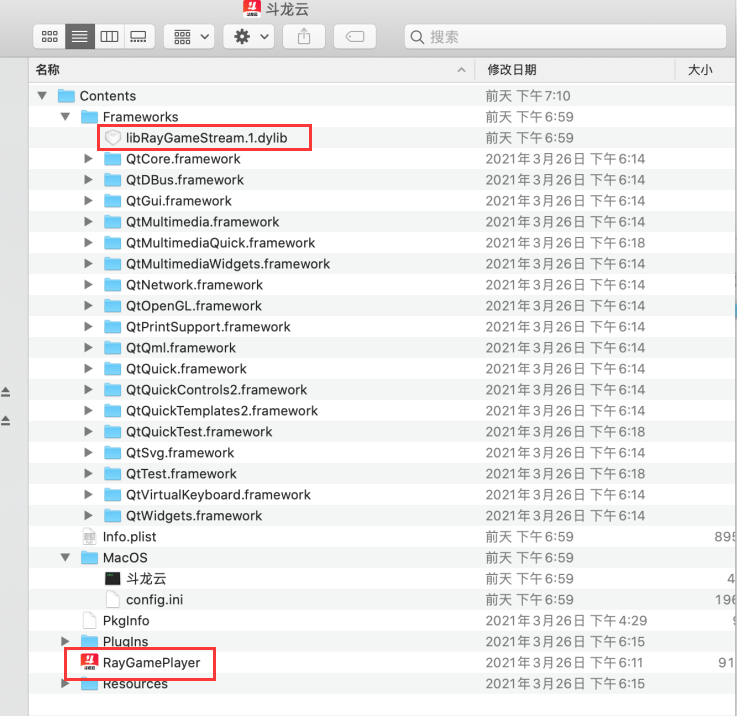 斗龙云
搜索
名称 修改日期 大小
Contents 前天 下午7:10
Frameworks 前天 下午6:59
libRayGameStream.1.dylib 前天 下午6:59
QtCore.framework 2021年3月26日 下午6:14
QtDBus.framework 2021年3月26日 下午6:14
QtGui.framework 2021年3月26日 下午6:14
QtMultimedia.framework 2021年3月26日 下午6:14
QtMultimediaQuick.framework 2021年3月26日 下午6:18
QtMultimediaWidgets.framework 2021年3月26日 下午6:14
QtNetwork.framework 2021年3月26日 下午6:14
QtOpenGL.framework 2021年3月26日 下午6:14
QtPrintSupport.framework 2021年3月26日 下午6:14
QtQml.framework 2021年3月26日 下午6:14
QtQuick.framework 2021年3月26日 下午6:14
QtQuickControls2.framework 2021年3月26日 下午6:14
QtQuickTemplates2.framework 2021年3月26日 下午6:14
QtQuickTest.framework 2021年3月26日 下午6:18
QtSvg.framework 2021年3月26日 下午6:14
QtTest.framework 2021年3月26日 下午6:18
QtVirtualKeyboard.framework 2021年3月26日 下午6:14
QtWidgets.framework 2021年3月26日 下午6:14
Info.plist 前天 下午6:59 895
MacOS 前天 下午6:59
斗龙云 前天 下午6:59 4
config.ini 前天 下午6:59 196
PkgInfo 2021年3月26日 下午4:29
PlugIns 2021年3月26日 下午6:15
RayGamePlayer 2021年3月26日 下午6:11 91
Resources 2021年3月26日 下午6:15